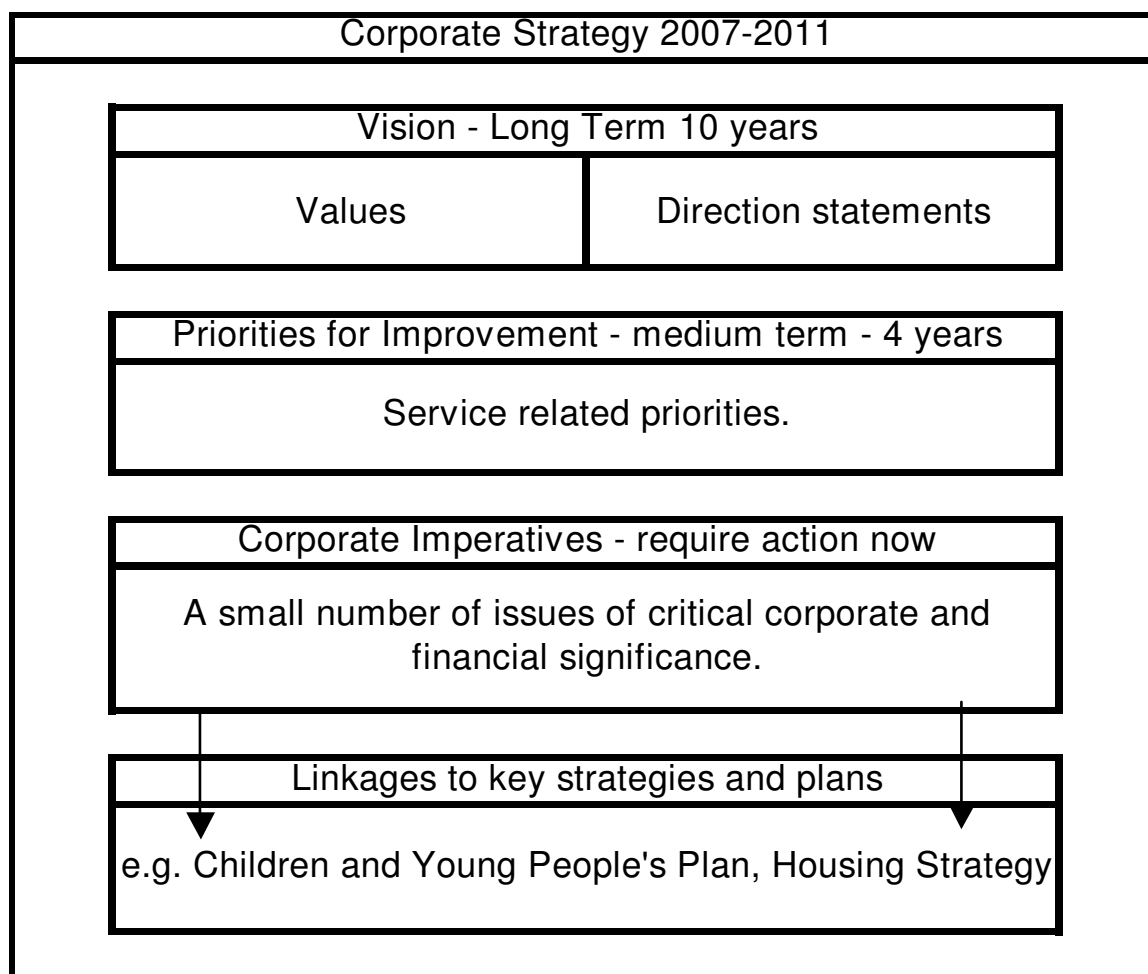 Corporate Strategy 2007-2011
Vision - Long Term 10 years
Values
Direction statements
Priorities for Improvement - medium term - 4 years
Service related priorities.
Corporate Imperatives - require action now
A small number of issues of critical corporate and
financial significance.
Linkages to key strategies and plans
e.g. Children and Young People's Plan, Housing Strategy